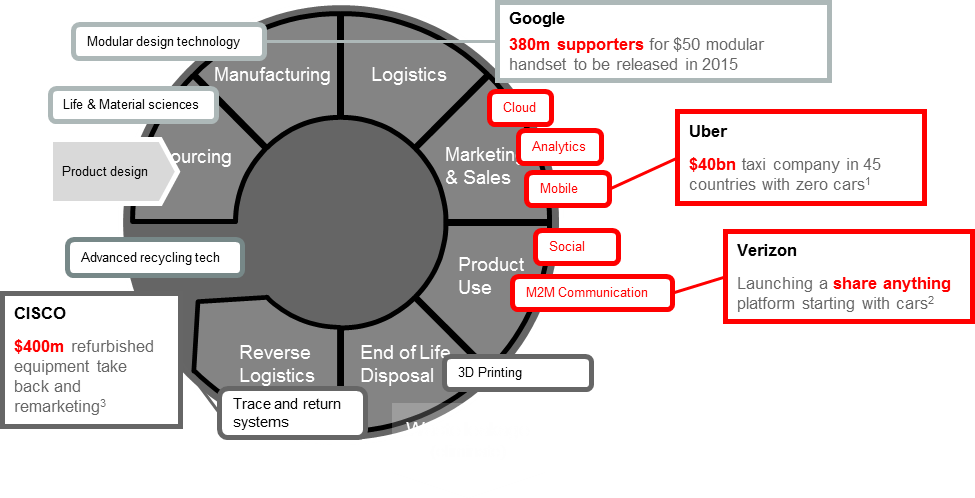 Google
380m supporters for $50 modular
handset to be released in 2015
Modular design technology
Manufacturing
Logistics
Life & Material sciences
Cloud
Analytics
Uber
$40bn taxi company in 45
countries with zero cars1
Marketin
& Sales
Mobile
ourcing
Product design
Social
Verizon
Launching a share anything
platform starting with cars2
Advanced recycling tech
Product
Use
M2M Communication
CISCO
$400m refurbished
equipment take
back and
remarketing3
Reverse
Logistics
End of Life
Disposal
3D Printing
Trace and return
systems